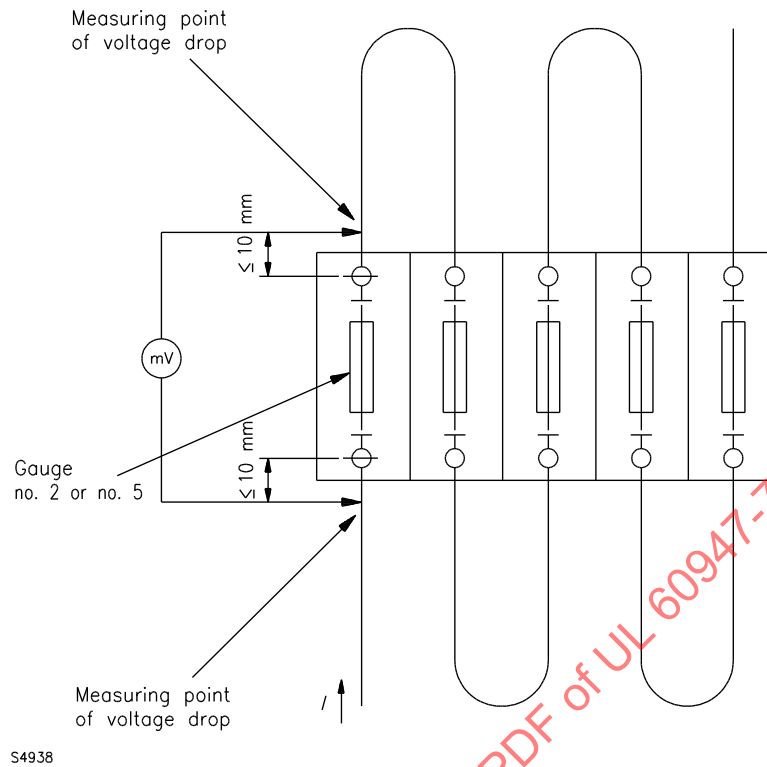 Measuring point
of voltage drop
≤ 10 mm
mV
≤ 10 mm
Gauge
no. 2 or no. 5
Measuring point
of voltage drop
I
S4938
PDF of UL 60947-7